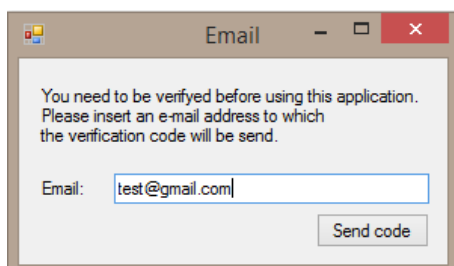 Email
You need to be verifyed before using this application.
Please insert an e-mail address to which
the verification code will be send.
Email: test@gmail.com
Send code